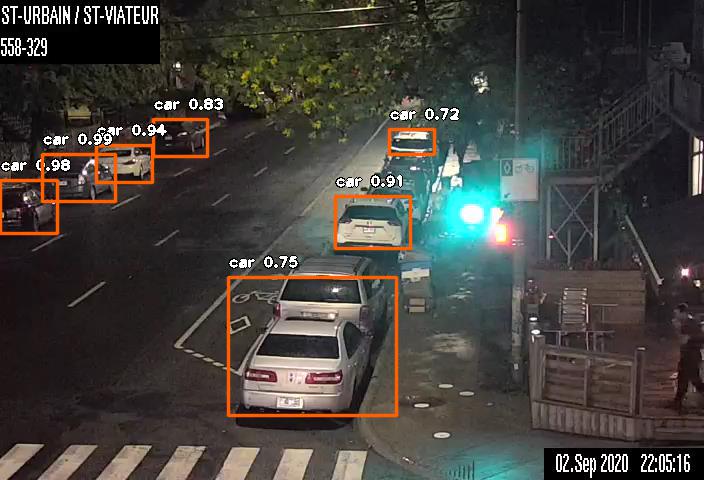 ST-URBAIN / ST-VIATEUR
558-329
car 0.83
car 0.72
car 0.94
car 0.99
car 0.98
car 0.91
car 0.75
02.Sep 2020 22:05:16